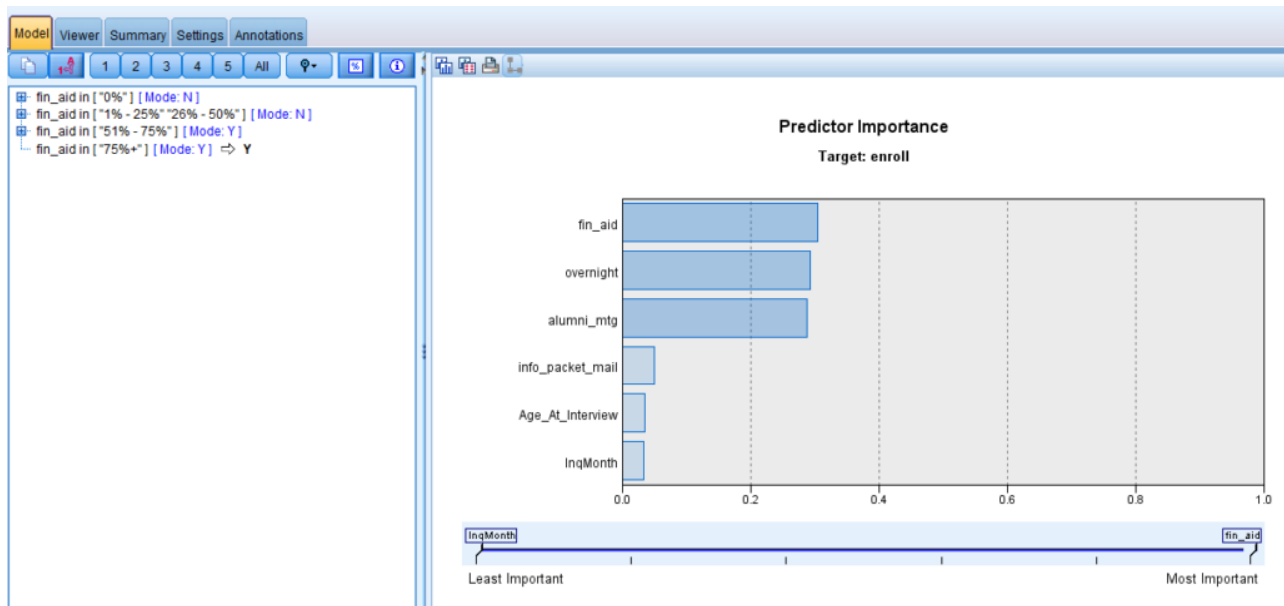 Model Viewer Summary Settings Annotations
1 2 3 4 5 All %
fin_aid in ["0%"] [Mode: N]
fin_aid in ["1% - 25%" "26% - 50%"] [Mode: N]
fin_aid in ["51% - 75%"] [Mode: Y]
fin_aid in ["75%+"] [Mode: Y] ⇨ Y
Predictor Importance
Target: enroll
fin_aid
overnight
alumni_mtg
info_packet_mail
Age_At_Interview
InqMonth
0.0 0.2 0.4 0.6 0.8 1.0
InqMonth fin_aid
Least Important Most Important